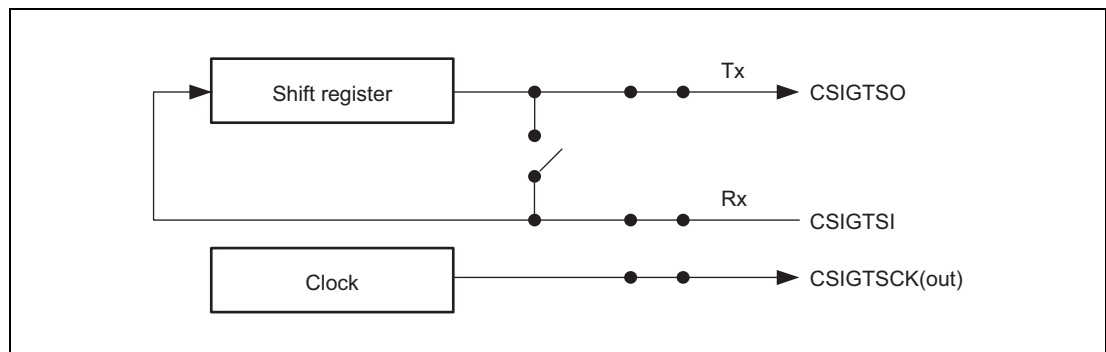 Shift register
Tx
CSIGTSO
Rx
CSIGTSI
Clock
CSIGTSCK(out)